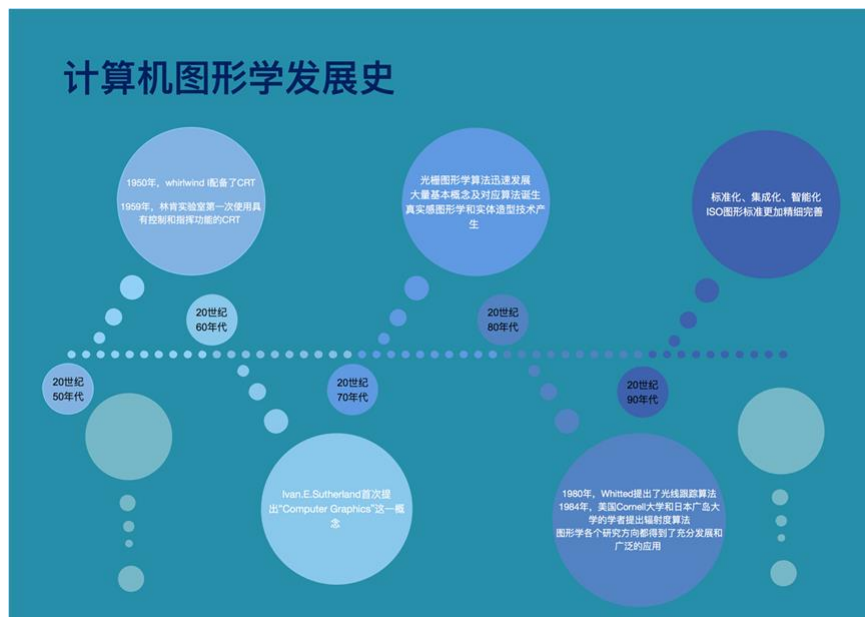 计算机图形学发展史
1950年，whirlwind I配备了CRT
1959年，林肯实验室第一次使用具
有控制和指挥功能的CRT
光栅图形学算法迅速发展
大量基本概念及对应算法诞生
真实感图形学和实体造型技术产
生
标准化、集成化、智能化
ISO图形标准更加精细完善
20世纪
60年代
20世纪
80年代
20世纪
50年代
20世纪
70年代
20世纪
90年代
Ivan.E.Sutherland首次提
出“Computer Graphics”这一概
念
1980年，Whitted提出了光线跟踪算法
1984年，美国Cornell大学和日本广岛大
学的学者提出辐射度算法
图形学各个研究方向都得到了充分发展和
广泛的应用